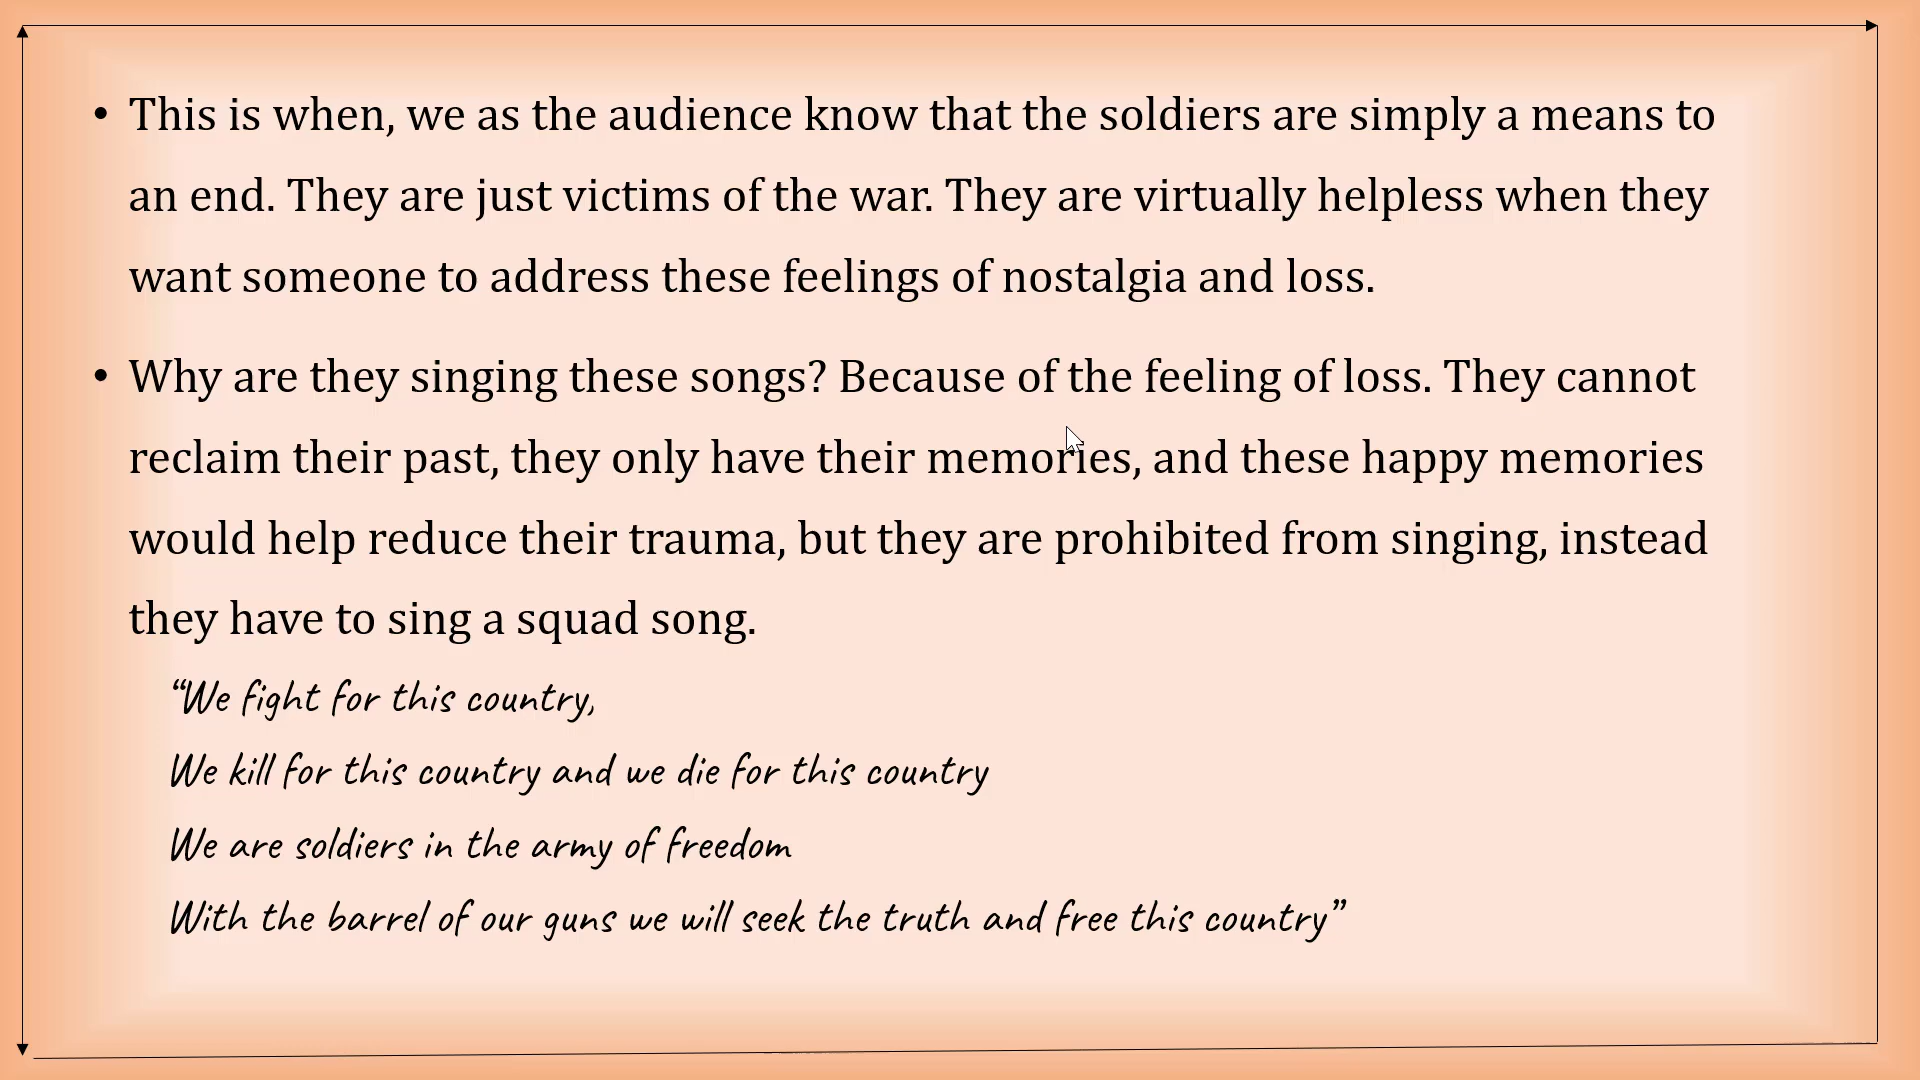 • This is when, we as the audience know that the soldiers are simply a means to
an end. They are just victims of the war. They are virtually helpless when they
want someone to address these feelings of nostalgia and loss.
• Why are they singing these songs? Because of the feeling of loss. They cannot
reclaim their past, they only have their memories, and these happy memories
would help reduce their trauma, but they are prohibited from singing, instead
they have to sing a squad song.
“We fight for this country,
We kill for this country and we die for this country
We are soldiers in the army of freedom
With the barrel of our guns we will seek the truth and free this country”